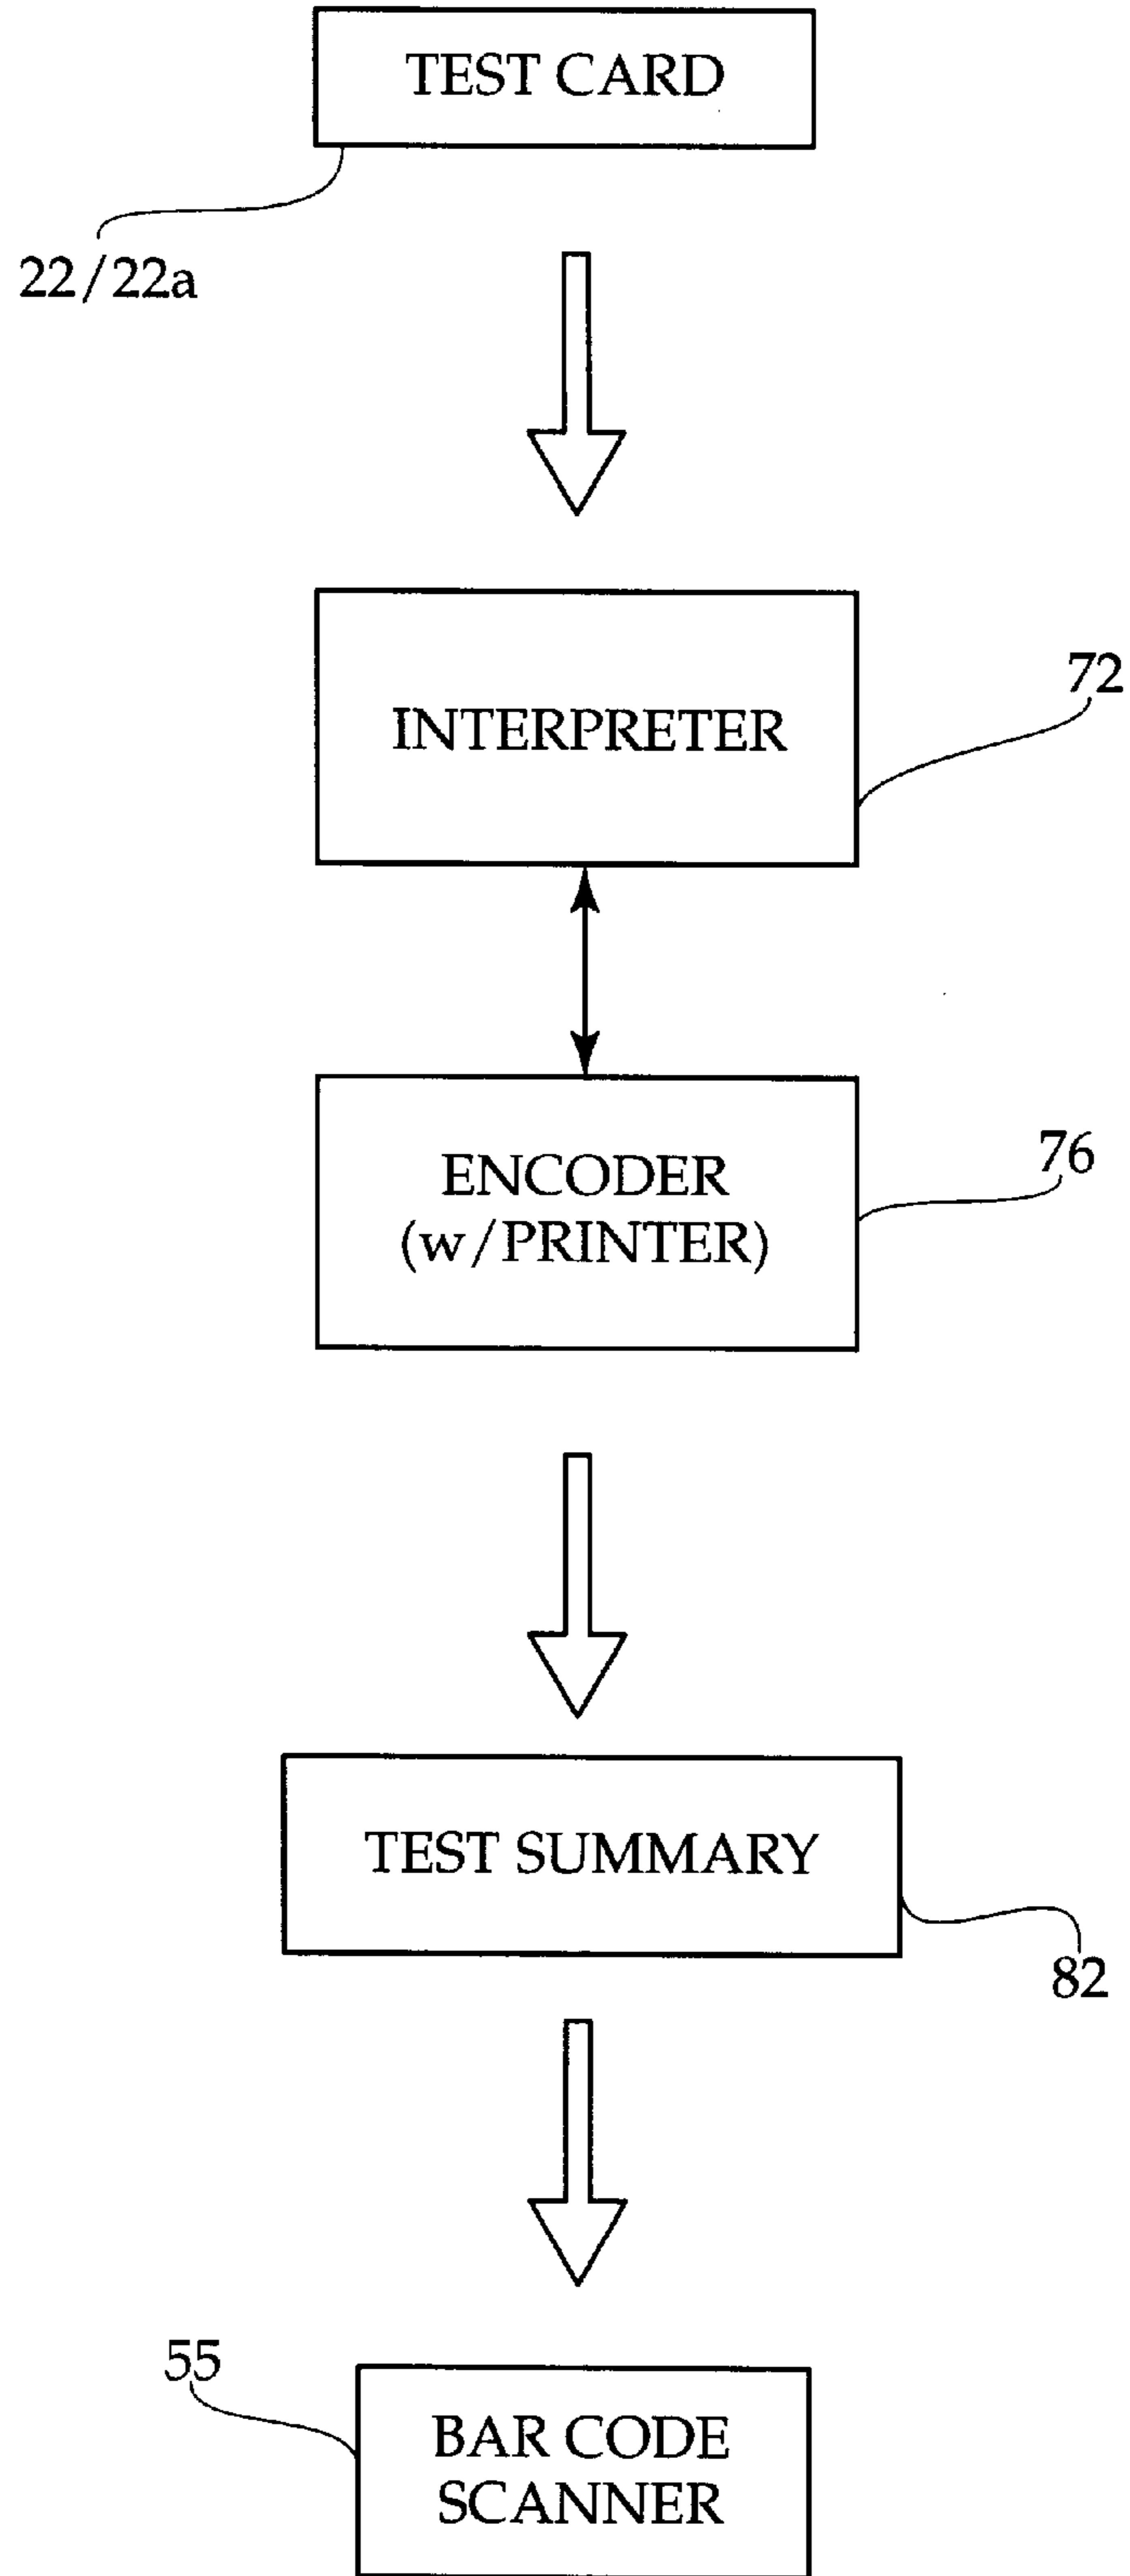 TEST CARD
22/22a
INTERPRETER
72
ENCODER
(w/PRINTER)
76
TEST SUMMARY
82
55
BAR CODE
SCANNER